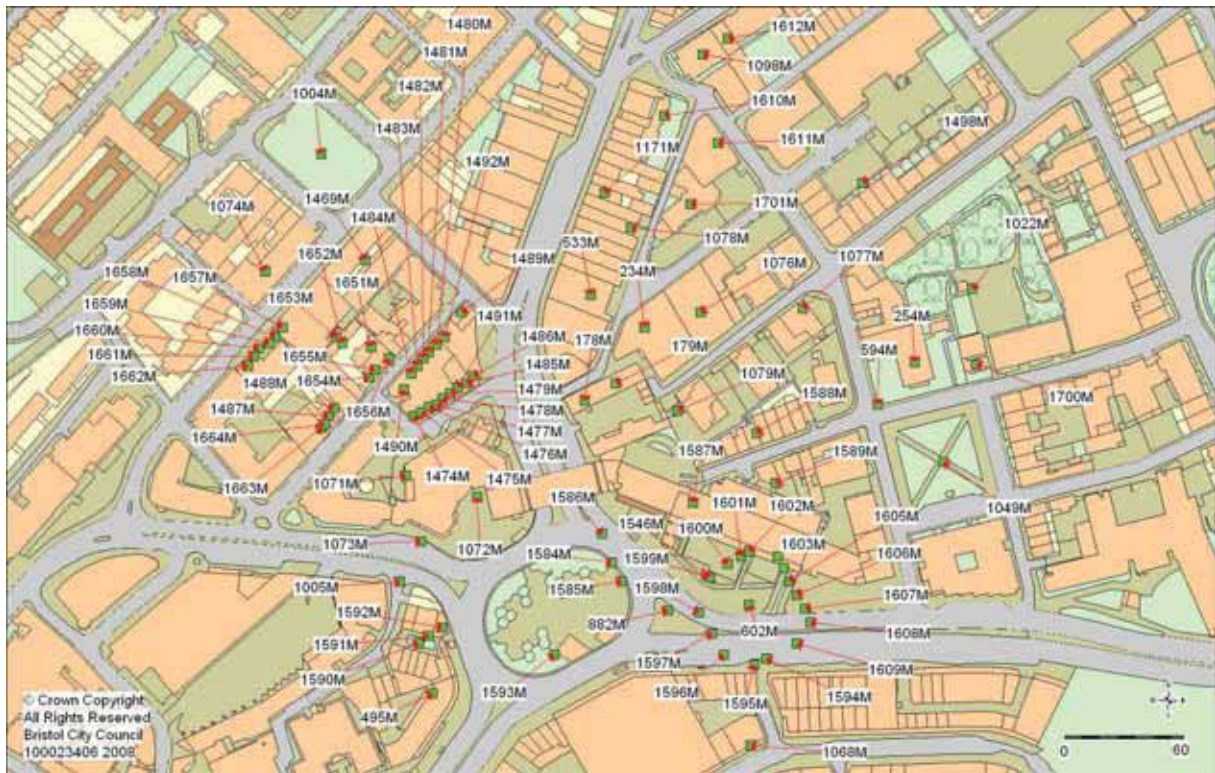 1480M
1481M
1482M
1612M
1098M
1004M
1610M
1483M
1498M
1171M
1611M
1492M
1469M
1074M
1484M
1701M
1652M
1078M
1022M
533M
1658M
1657M
1489M
1077M
1653M
1651M
234M
1076M
1659M
1660M
1491M
254M
1486M
178M
1661M
1655M
179M
594M
1662M
1488M
1654M
1485M
1079M
1479M
1588M
1700M
1487M
1656M
1478M
1477M
1664M
1490M
1587M
1589M
1476M
1071M
1474M
1475M
1663M
1586M
1601M
1602M
1605M
1049M
1546M
1600M
1073M
1072M
1603M
1584M
1599M
1606M
1005M
1585M
1598M
1607M
1592M
882M
602M
1608M
1591M
1597M
1609M
1590M
1593M
1596M
1594M
495M
1595M
1068M
© Crown Copyright
All Rights Reserved
Bristol City Council
100023406 2008
0 60